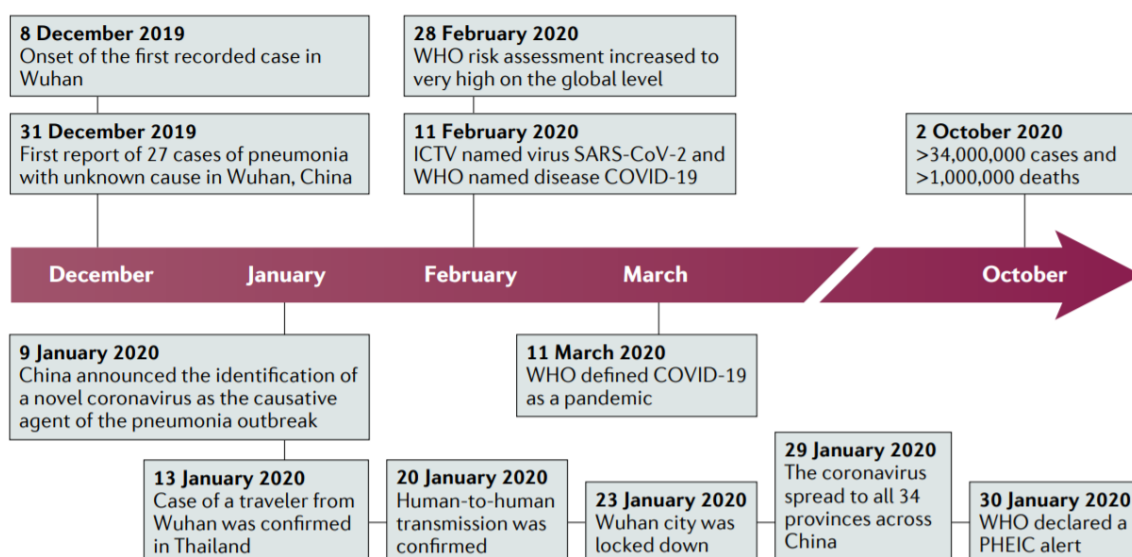 8 December 2019
Onset of the first recorded case in
Wuhan
28 February 2020
WHO risk assessment increased to
very high on the global level
31 December 2019
First report of 27 cases of pneumonia
with unknown cause in Wuhan, China
11 February 2020
ICTV named virus SARS-CoV-2 and
WHO named disease COVID-19
2 October 2020
>34,000,000 cases and
>1,000,000 deaths
December
January
February
March
October
9 January 2020
China announced the identification of
a novel coronavirus as the causative
agent of the pneumonia outbreak
11 March 2020
WHO defined COVID-19
as a pandemic
13 January 2020
Case of a traveler from
Wuhan was confirmed
in Thailand
20 January 2020
Human-to-human
transmission was
confirmed
23 January 2020
Wuhan city was
locked down
29 January 2020
The coronavirus
spread to all 34
provinces across
China
30 January 2020
WHO declared a
PHEIC alert